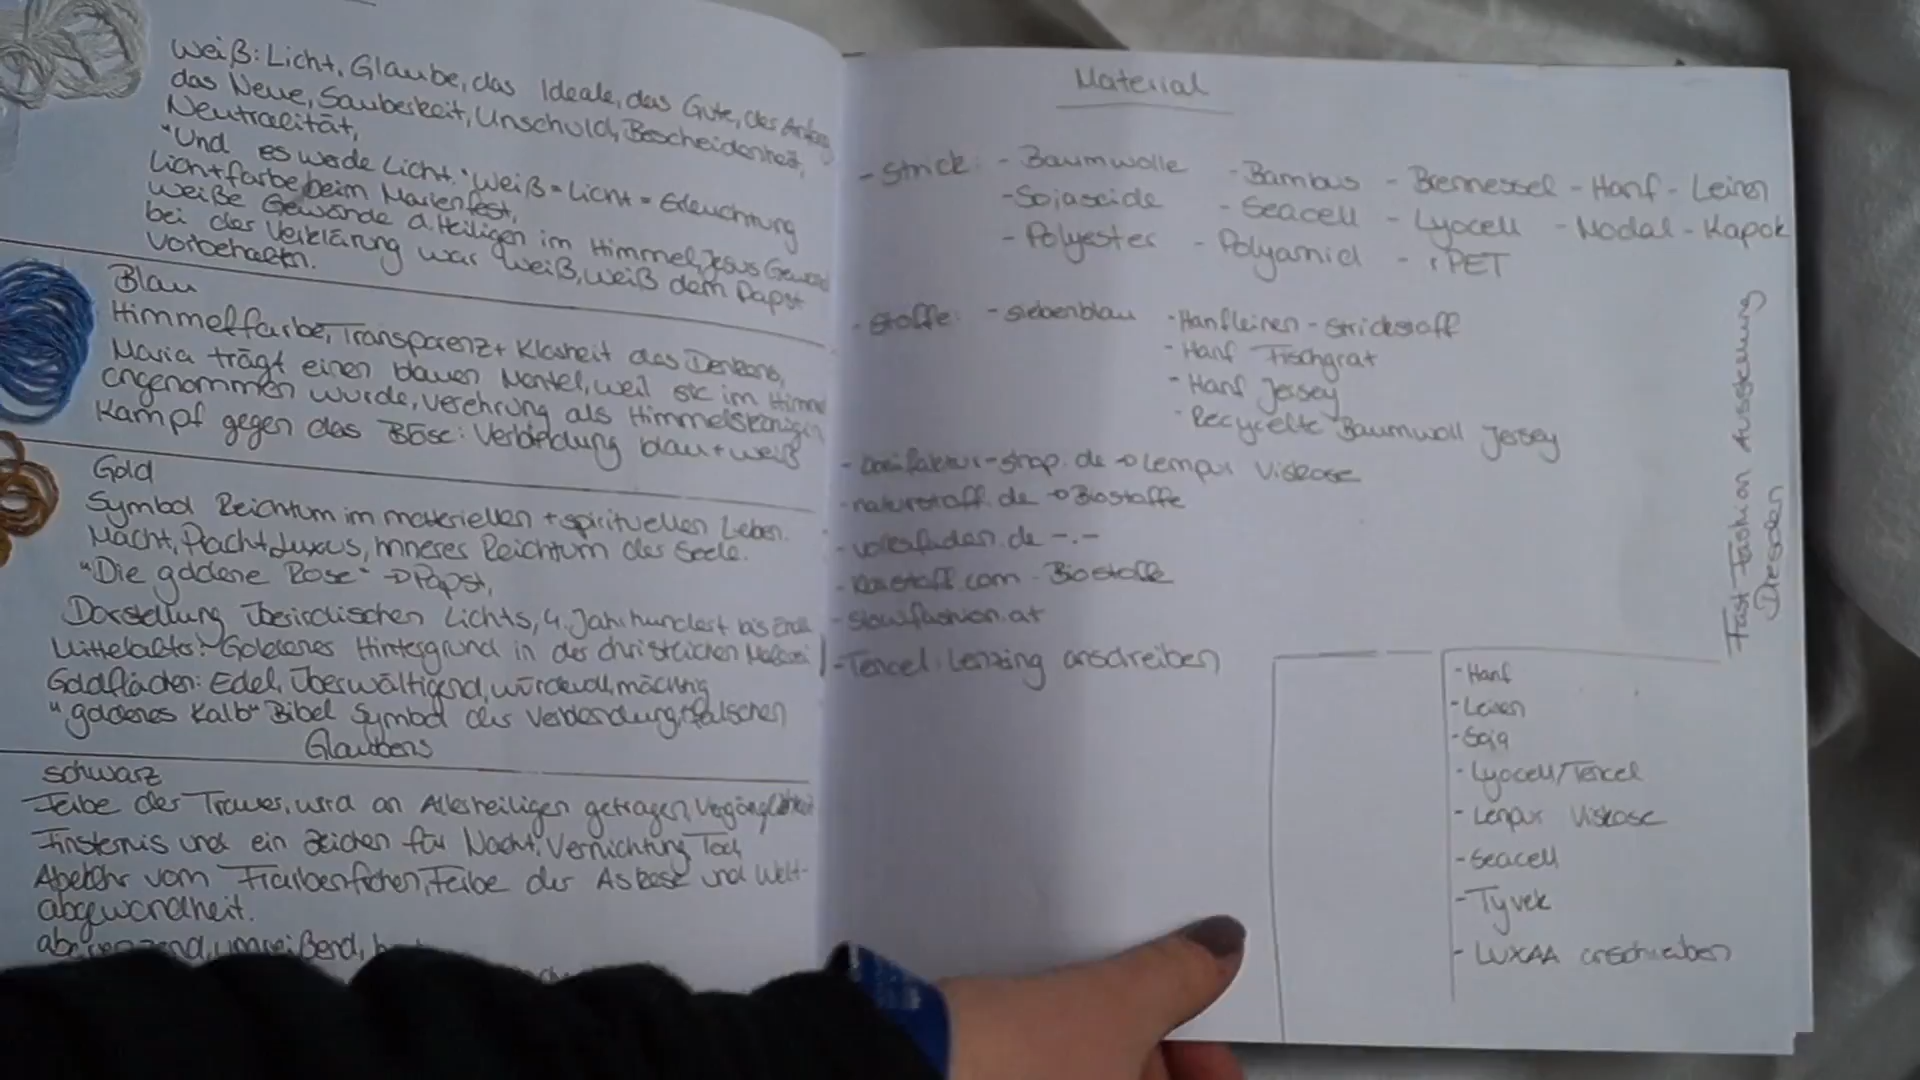 Weiß: Licht, Glaube, das Ideale, das Gute, der Anfang
das Neue, Sauberkeit, Unschuld, Bescheidenheit,
Neutralität,
"Und es werde Licht." Weiß = Licht = Erleuchtung
Lichtfarbe beim Marienfest,
weiße Gewände d. Heiligen im Himmel, Jesus Gewand
bei der Verklärung war weiß, weiß dem Papst
vorbehalten.
Blau
Himmelfarbe, Transparenz + Klarheit des Denkens,
Maria trägt einen blauen Mantel, weil sie im Himmel
angenommen wurde, Verehrung als Himmelskönigin
Kampf gegen das Böse: Verbindung blau + weiß
Gold
Symbol Reichtum im materiellen + spirituellen Leben.
Macht, Pracht, Luxus, inneres Reichtum der Seele.
"Die goldene Rose" → Papst,
Darstellung Überirdischen Lichts, 4. Jahrhundert bis Ende
Mittelalter: Goldenes Hintergrund in der christlichen Malerei
Goldflächen: Edel, Überwältigend, würdevoll, mächtig
"goldenes Kalb" Bibel Symbol der Verblendung, falschen
Glaubens
schwarz
Farbe der Trauer, wird an Allerheiligen getragen, Vergänglichkeit
Finsternis und ein Zeichen für Nacht, Vernichtung, Tod,
Abkehr vom Farbenfrohen, Farbe der Askese und Welt-
abgewandheit.
Material
- Strick: - Baumwolle - Bambus - Brennessel - Hanf - Leinen
- Sojaseide - Seacell - Lyocell - Modal - Kapok
- Polyester - Polyamid - rPET
- Stoffe: - siebenblau - Hanfleinen - Strickstoff
- Hanf Fischgrat
- Hanf Jersey
- Recycelte Baumwoll Jersey
→ Lenpur Viskose
- naturstoff.de → Biostoffe
.de -.-
Biostoffe
- slowfashion.at
- Tencel: Lenzing anschreiben
Fast Fashion Ausstellung
Dresden
- Hanf
- Leinen
- Soja
- Lyocell/Tencel
- Lenpur Viskose
- Seacell
- Tyvek
- LUXAA anschreiben